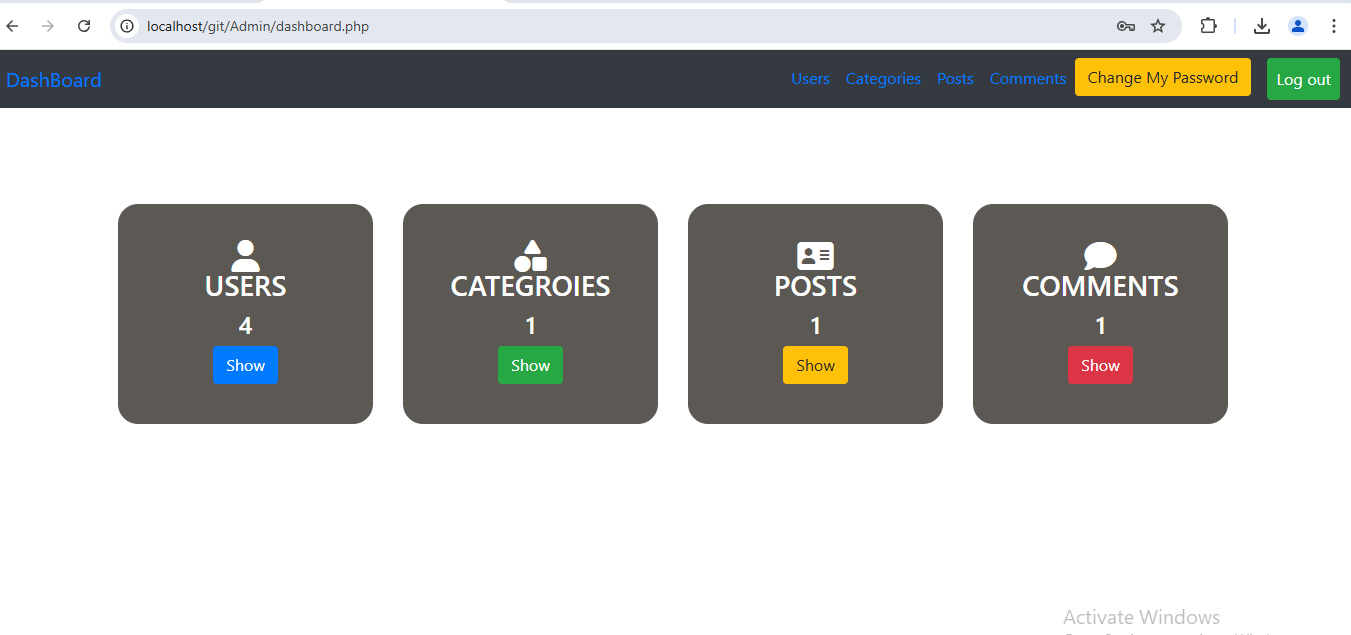 localhost/git/Admin/dashboard.php
DashBoard Users Categories Posts Comments Change My Password Log out
USERS CATEGROIES POSTS COMMENTS
4 1 1 1
Show Show Show Show
Activate Windows